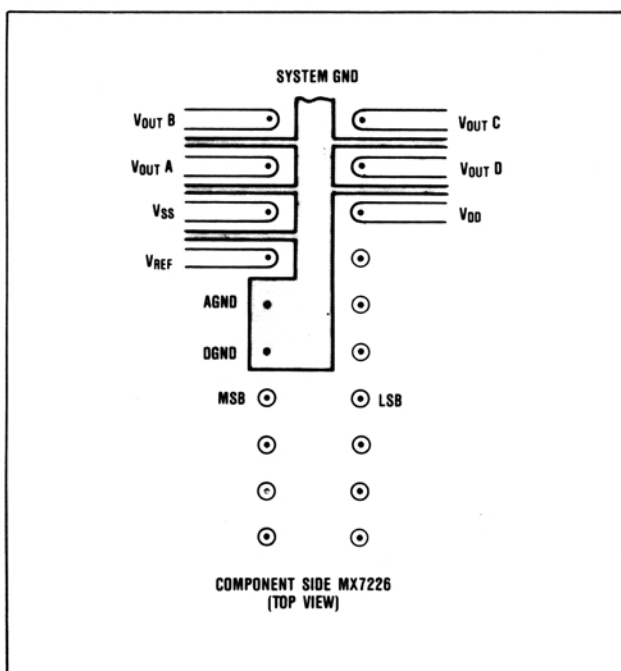 SYSTEM GND
VOUT B
VOUT C
VOUT A
VOUT D
VSS
VDD
VREF
AGND
DGND
MSB
LSB
COMPONENT SIDE MX7226
(TOP VIEW)